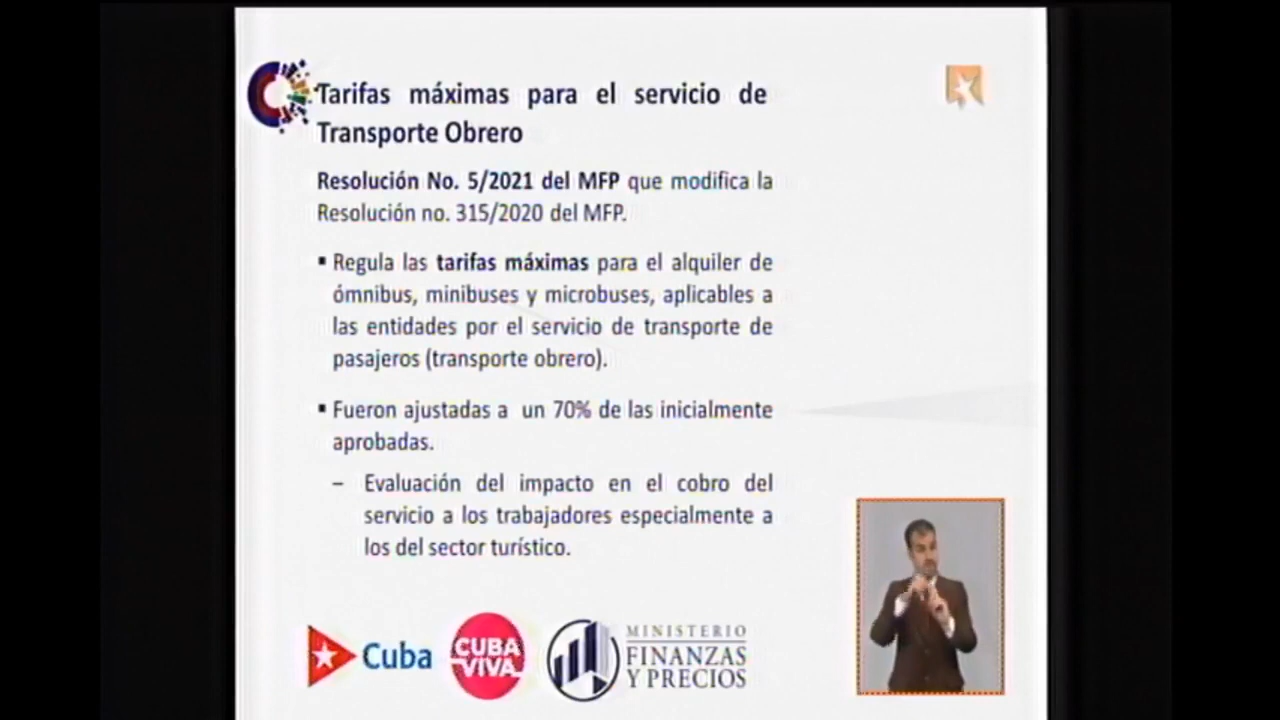 Tarifas máximas para el servicio de
Transporte Obrero
Resolución No. 5/2021 del MFP que modifica la
Resolución no. 315/2020 del MFP.
▪ Regula las tarifas máximas para el alquiler de
ómnibus, minibuses y microbuses, aplicables a
las entidades por el servicio de transporte de
pasajeros (transporte obrero).
▪ Fueron ajustadas a un 70% de las inicialmente
aprobadas.
– Evaluación del impacto en el cobro del
servicio a los trabajadores especialmente a
los del sector turístico.
Cuba
CUBA
VIVA
MINISTERIO
FINANZAS
Y PRECIOS